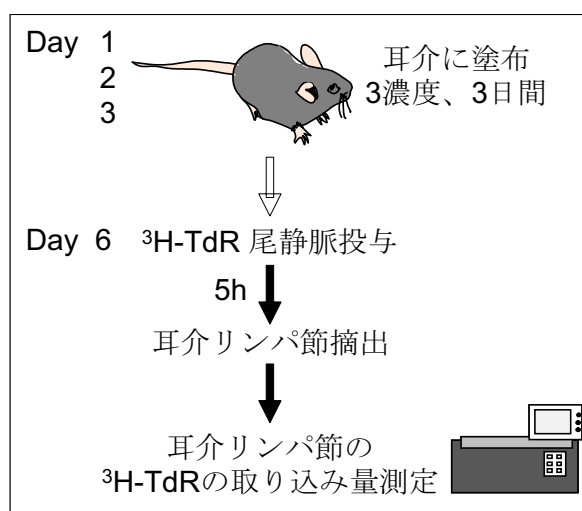 Day 1
2
3
耳介に塗布
3濃度、3日間
Day 6 ³H-TdR 尾静脈投与
5h
耳介リンパ節摘出
耳介リンパ節の
³H-TdRの取り込み量測定